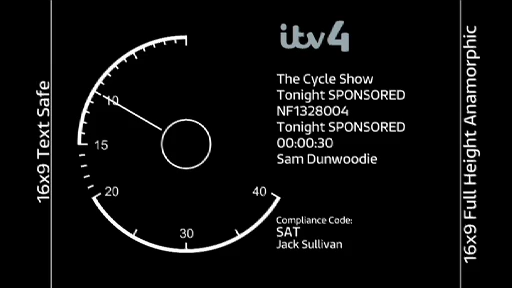 16x9 Text Safe
10
15
20
30
40
itv4
The Cycle Show
Tonight SPONSORED
NF1328004
Tonight SPONSORED
00:00:30
Sam Dunwoodie
Compliance Code:
SAT
Jack Sullivan
16x9 Full Height Anamorphic